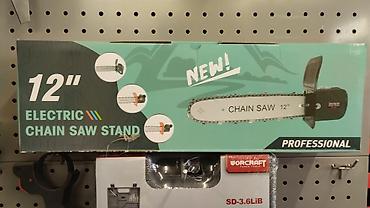 12"
ELECTRIC
CHAIN SAW STAND
NEW!
CHAIN SAW 12"
PROFESSIONAL
WORCRAFT
SD-3.6LiB